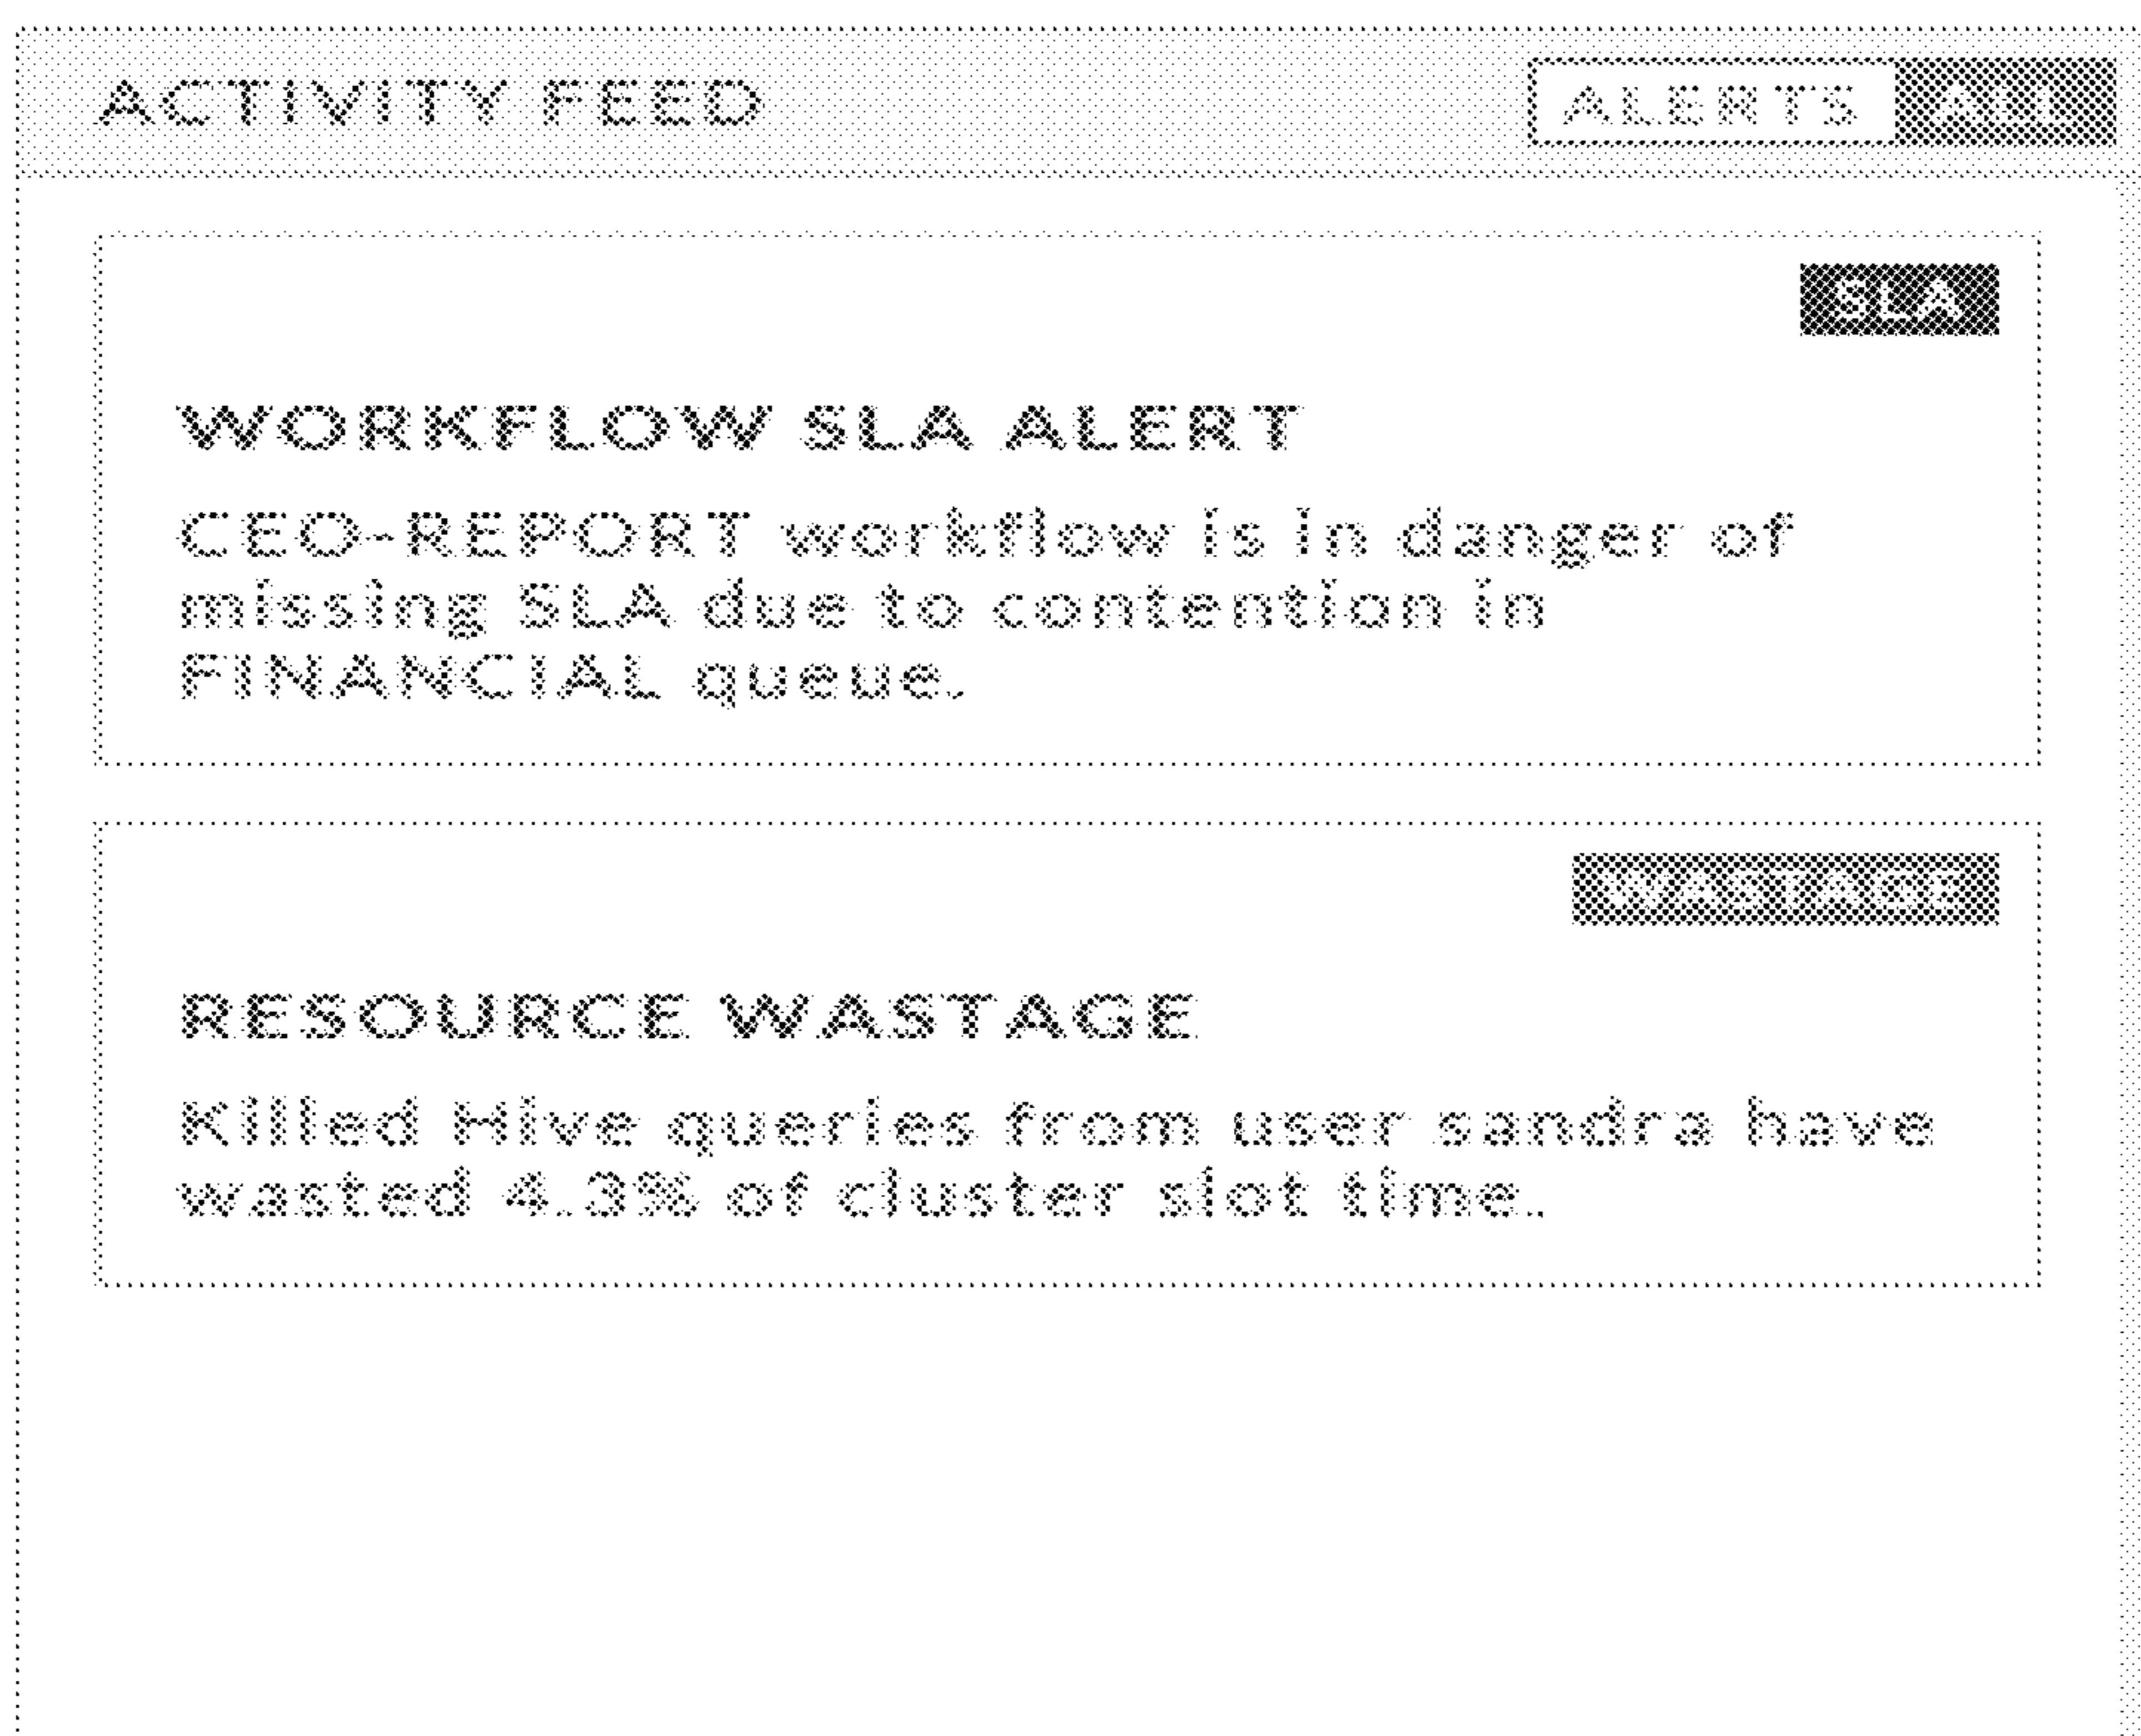 ACTIVITY FEED
ALERTS ALL
SLA
WORKFLOW SLA ALERT
CEO-REPORT workflow is in danger of
missing SLA due to contention in
FINANCIAL queue.
WASTAGE
RESOURCE WASTAGE
Killed Hive queries from user sandra have
wasted 4.3% of cluster slot time.